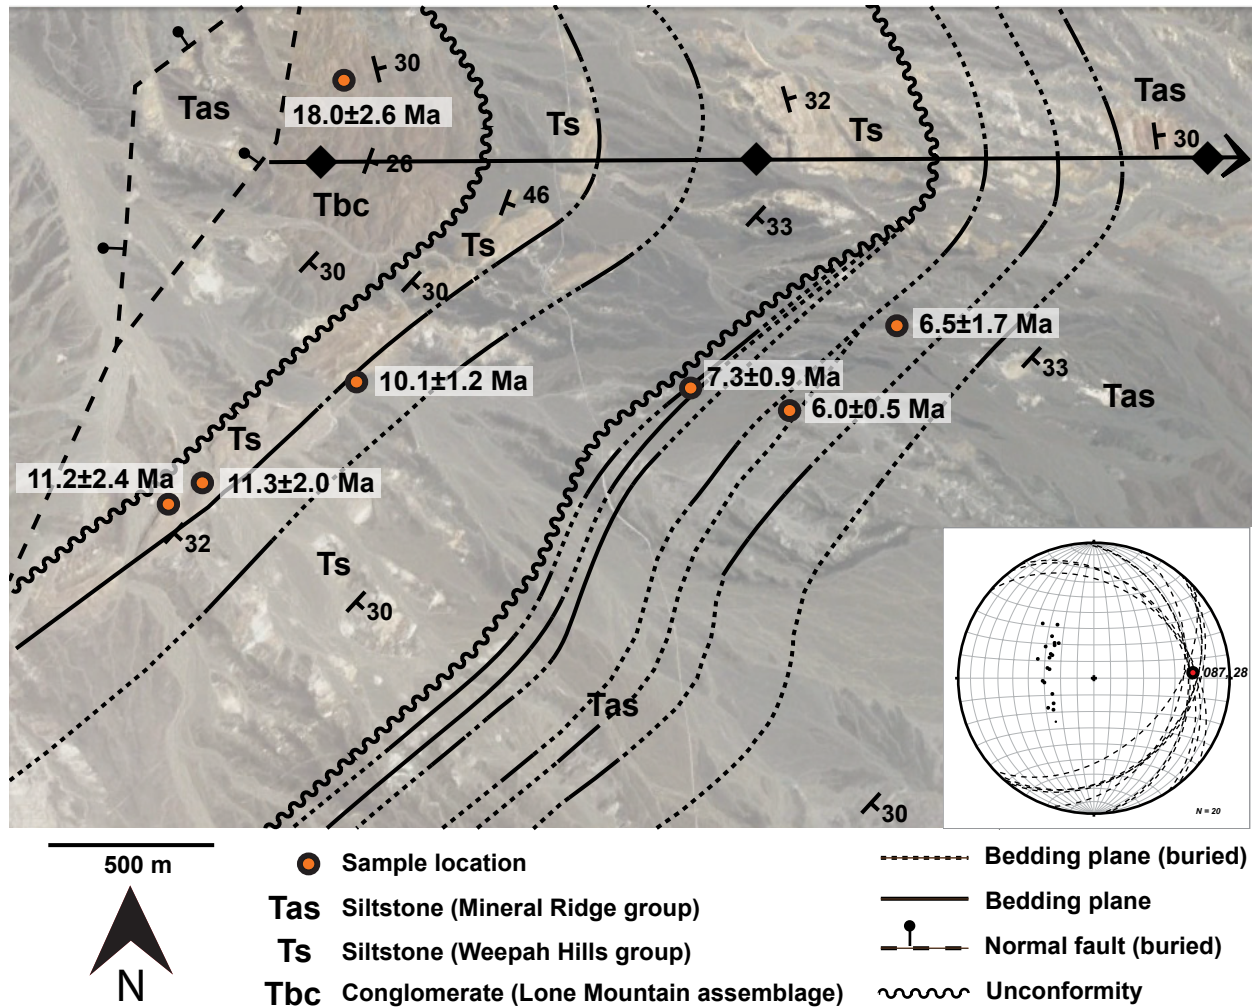 30
Tas
18.0±2.6 Ma
Ts
32
Ts
Tas
30
26
Tbc
46
33
Ts
30
30
6.5±1.7 Ma
7.3±0.9 Ma
33
10.1±1.2 Ma
Tas
6.0±0.5 Ma
Ts
11.2±2.4 Ma
11.3±2.0 Ma
32
Ts
30
087, 28
Tas
30
N = 20
500 m
N
Sample location
Tas Siltstone (Mineral Ridge group)
Ts Siltstone (Weepah Hills group)
Tbc Conglomerate (Lone Mountain assemblage)
Bedding plane (buried)
Bedding plane
Normal fault (buried)
Unconformity